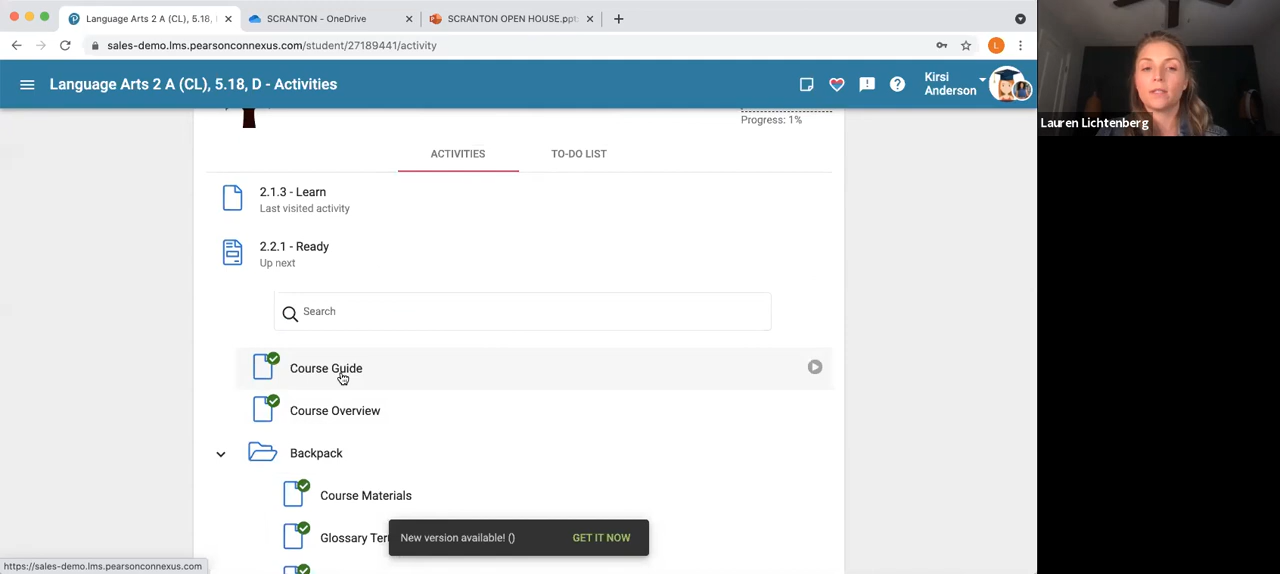 Language Arts 2 A (CL), 5.18,
SCRANTON - OneDrive
SCRANTON OPEN HOUSE.ppt
sales-demo.lms.pearsonconnexus.com/student/27189441/activity
L
Language Arts 2 A (CL), 5.18, D - Activities
Kirsi
Anderson
Lauren Lichtenberg
Progress: 1%
ACTIVITIES
TO-DO LIST
2.1.3 - Learn
Last visited activity
2.2.1 - Ready
Up next
Search
Course Guide
Course Overview
Backpack
Course Materials
Glossary Ter
New version available! ()
GET IT NOW
https://sales-demo.lms.pearsonconnexus.com